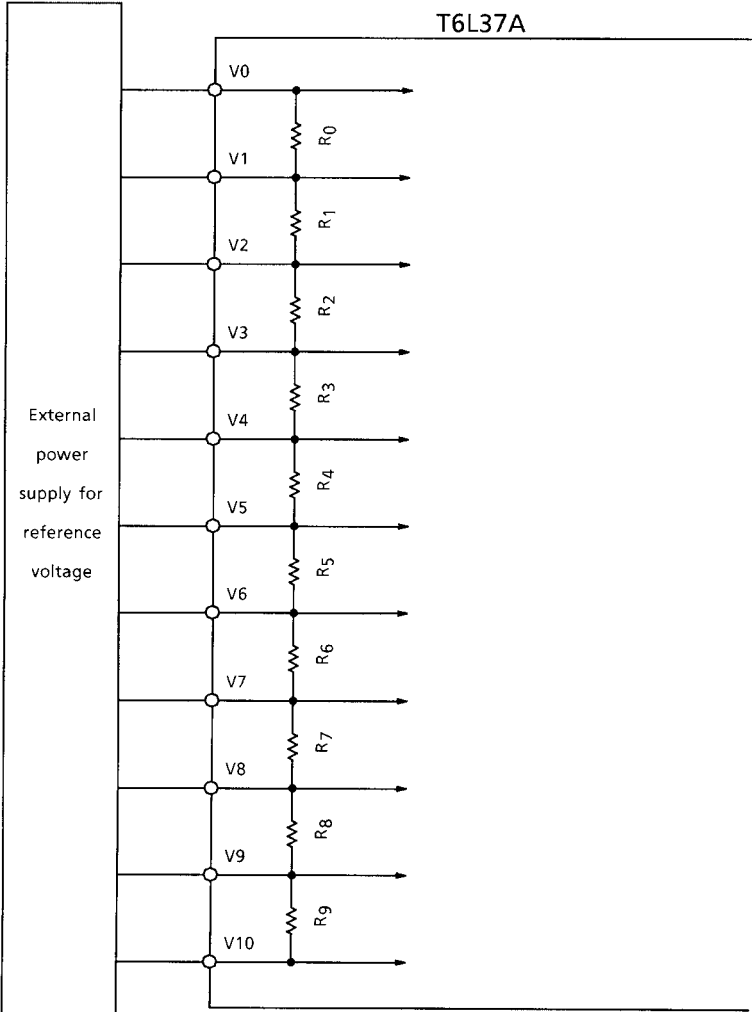 T6L37A
V0
R0
V1
R1
V2
R2
V3
R3
External
power
supply for
reference
voltage
V4
R4
V5
R5
V6
R6
V7
R7
V8
R8
V9
R9
V10